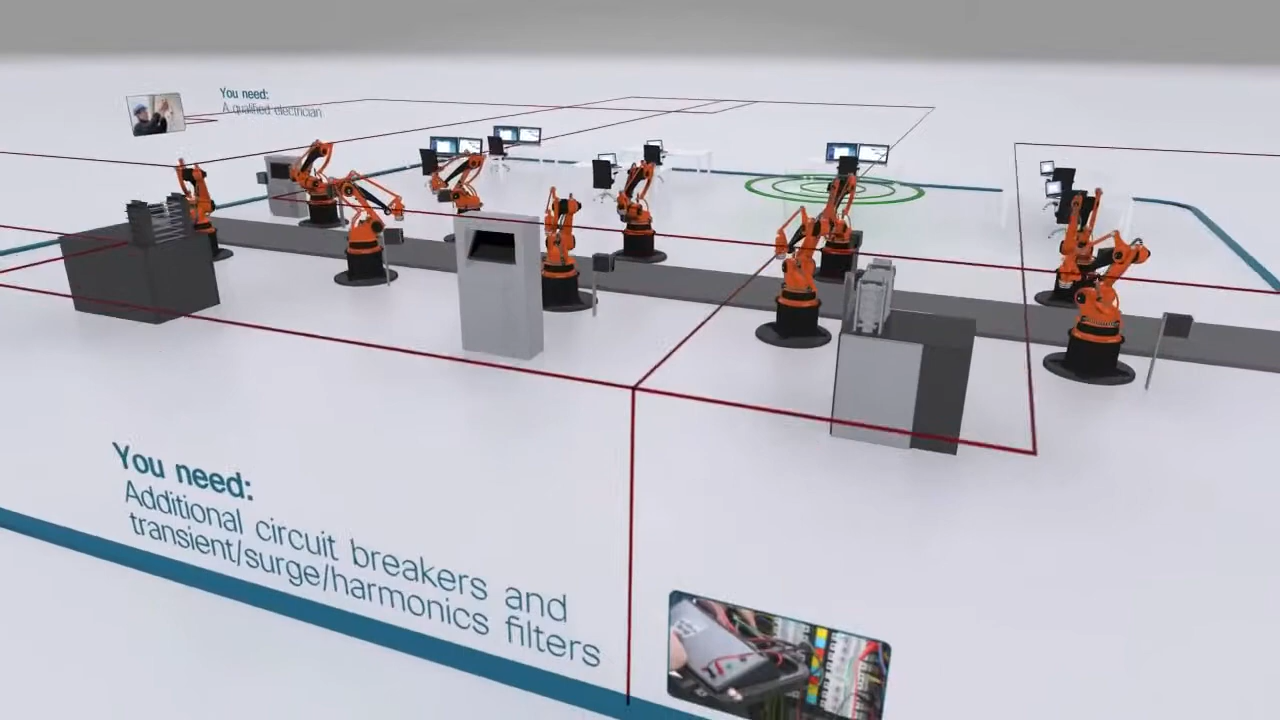 You need:
A qualified electrician
You need:
Additional circuit breakers and
transient/surge/harmonics filters